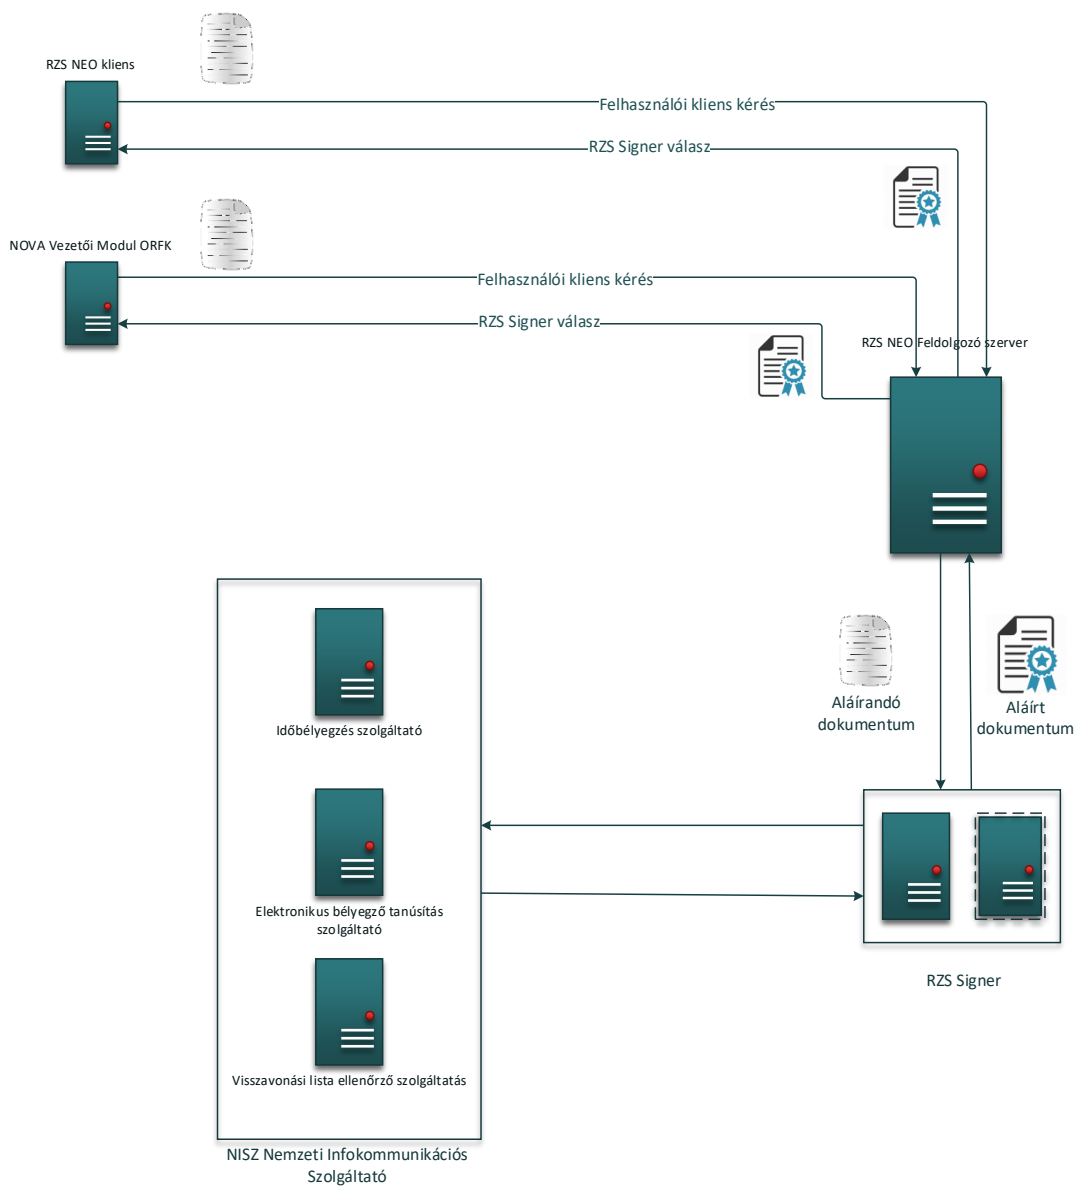 RZS NEO kliens
Felhasználói kliens kérés
RZS Signer válasz
NOVA Vezetői Modul ORFK
Felhasználói kliens kérés
RZS Signer válasz
RZS NEO Feldolgozó szerver
Aláírandó
dokumentum
Aláírt
dokumentum
Időbélyegzés szolgáltató
Elektronikus bélyegző tanúsítás
szolgáltató
RZS Signer
Visszavonási lista ellenőrző szolgáltatás
NISZ Nemzeti Infokommunikációs
Szolgáltató